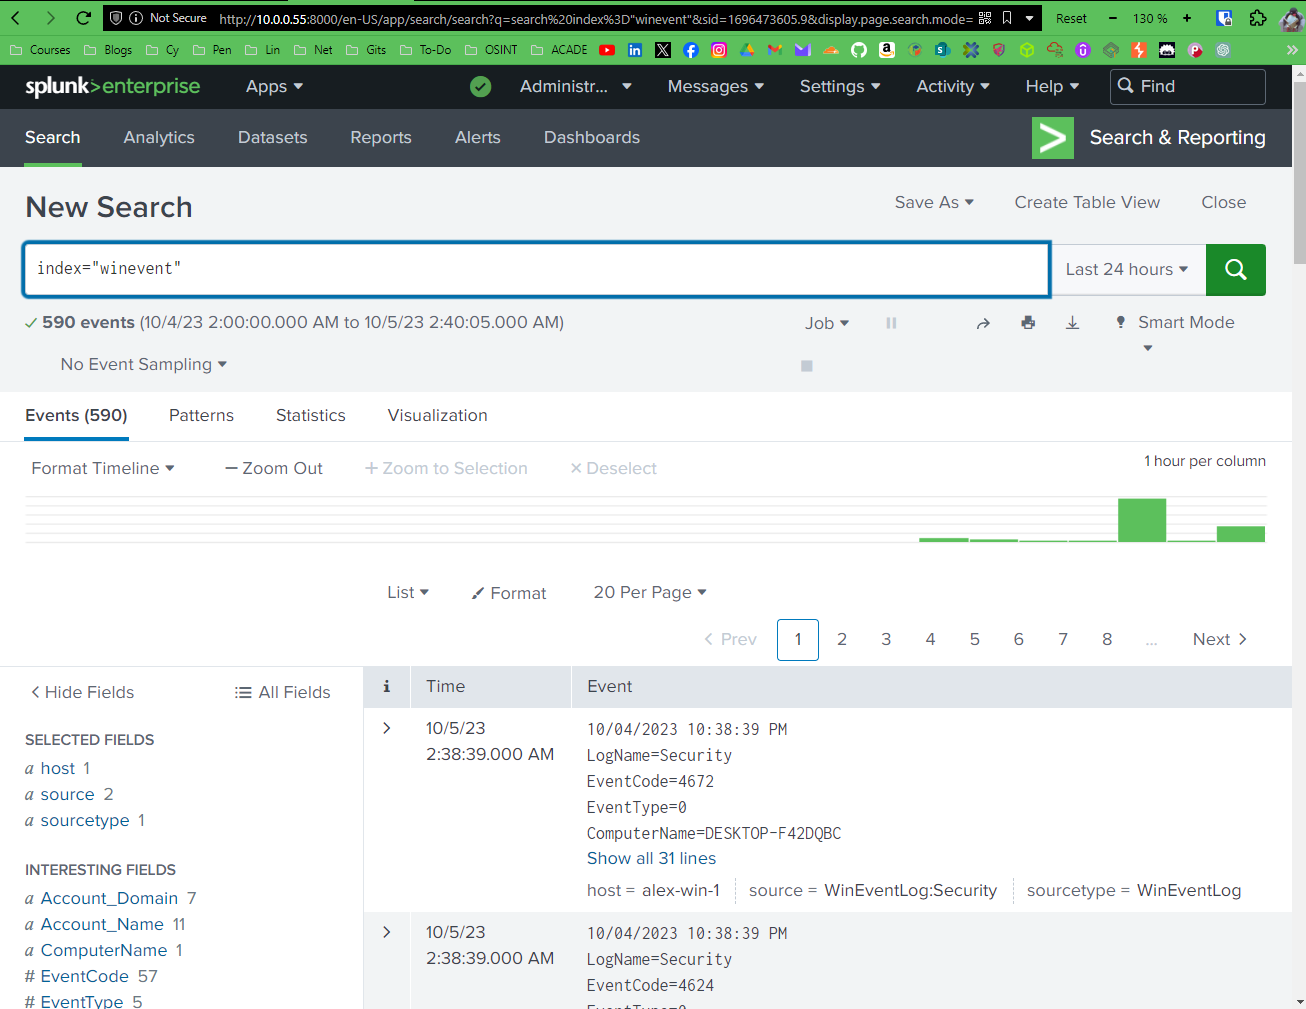 http://10.0.0.55:8000/en-US/app/search/search?q=search%20index%3D"winevent"&sid=1696473605.9&display.page.search.mode=
Not Secure
Reset
130 %
Courses Blogs Cy Pen Lin Net Gits To-Do OSINT ACADE
splunk>enterprise Apps Administr... Messages Settings Activity Help Find
Search Analytics Datasets Reports Alerts Dashboards Search & Reporting
New Search
Save As Create Table View Close
index="winevent"
Last 24 hours
590 events (10/4/23 2:00:00.000 AM to 10/5/23 2:40:05.000 AM)
Job
Smart Mode
No Event Sampling
Events (590) Patterns Statistics Visualization
Format Timeline — Zoom Out + Zoom to Selection × Deselect
1 hour per column
List Format 20 Per Page
< Prev 1 2 3 4 5 6 7 8 ... Next >
< Hide Fields All Fields
i Time Event
SELECTED FIELDS
a host 1
a source 2
a sourcetype 1
INTERESTING FIELDS
a Account_Domain 7
a Account_Name 11
a ComputerName 1
# EventCode 57
# EventType 5
> 10/5/23
2:38:39.000 AM
10/04/2023 10:38:39 PM
LogName=Security
EventCode=4672
EventType=0
ComputerName=DESKTOP-F42DQBC
Show all 31 lines
host = alex-win-1 source = WinEventLog:Security sourcetype = WinEventLog
> 10/5/23
2:38:39.000 AM
10/04/2023 10:38:39 PM
LogName=Security
EventCode=4624
EventType=0